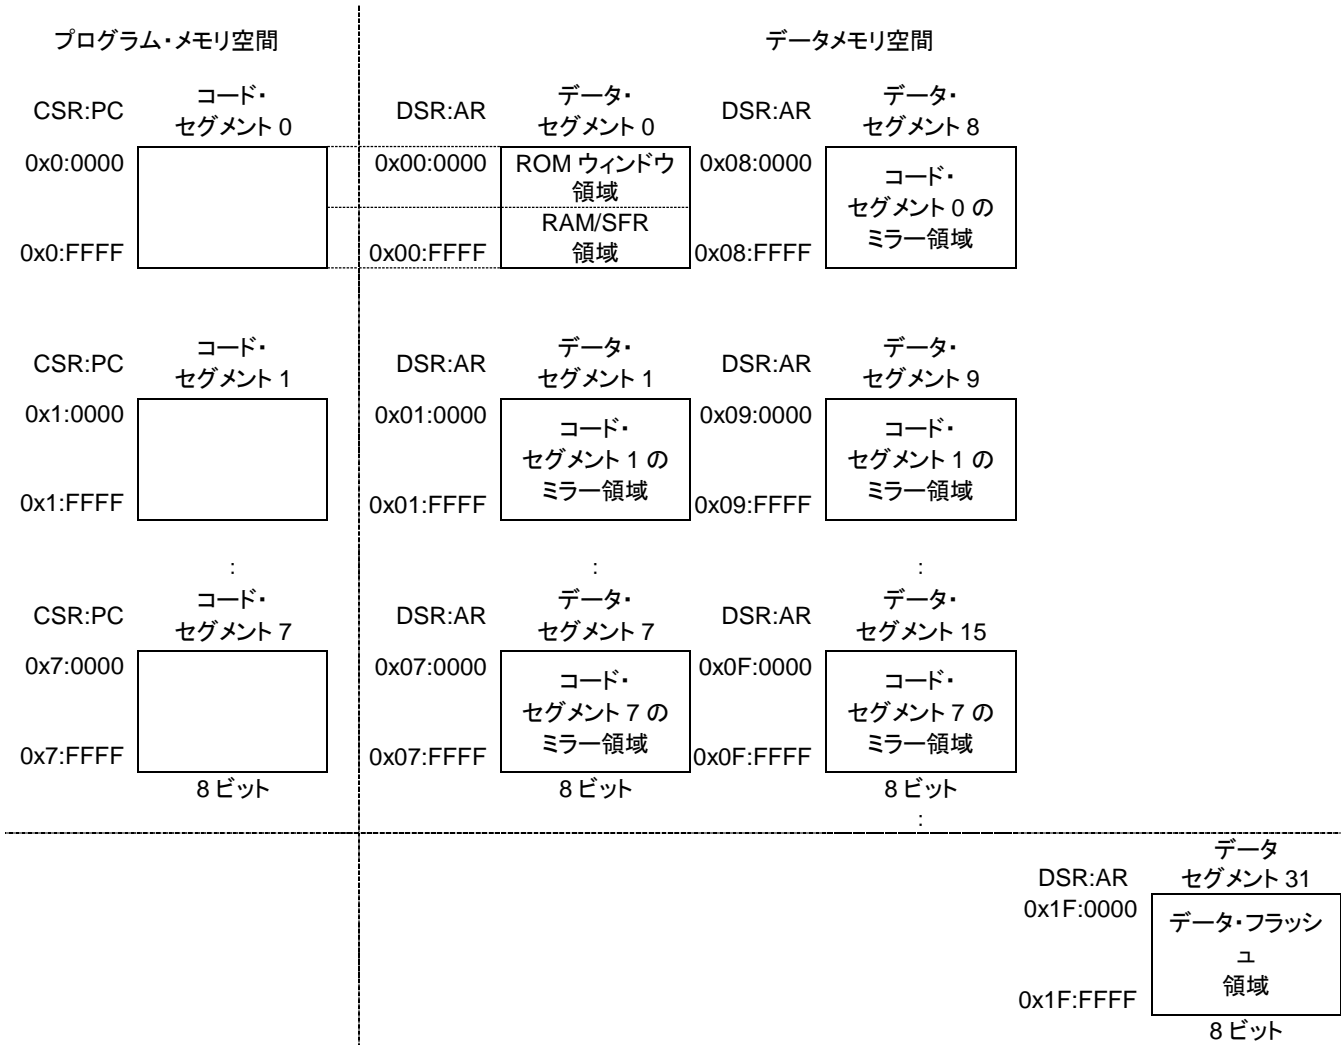 プログラム・メモリ空間
データメモリ空間
CSR:PC
コード・
セグメント 0
0x0:0000
0x0:FFFF
DSR:AR
データ・
セグメント 0
0x00:0000
ROM ウィンドウ
領域
RAM/SFR
領域
0x00:FFFF
DSR:AR
データ・
セグメント 8
0x08:0000
コード・
セグメント 0 の
ミラー領域
0x08:FFFF
CSR:PC
コード・
セグメント 1
0x1:0000
0x1:FFFF
DSR:AR
データ・
セグメント 1
0x01:0000
コード・
セグメント 1 の
ミラー領域
0x01:FFFF
DSR:AR
データ・
セグメント 9
0x09:0000
コード・
セグメント 1 の
ミラー領域
0x09:FFFF
:
:
:
CSR:PC
コード・
セグメント 7
0x7:0000
0x7:FFFF
8 ビット
DSR:AR
データ・
セグメント 7
0x07:0000
コード・
セグメント 7 の
ミラー領域
0x07:FFFF
8 ビット
DSR:AR
データ・
セグメント 15
0x0F:0000
コード・
セグメント 7 の
ミラー領域
0x0F:FFFF
8 ビット
:
データ
DSR:AR
セグメント 31
0x1F:0000
データ・フラッシ
ュ
領域
0x1F:FFFF
8 ビット